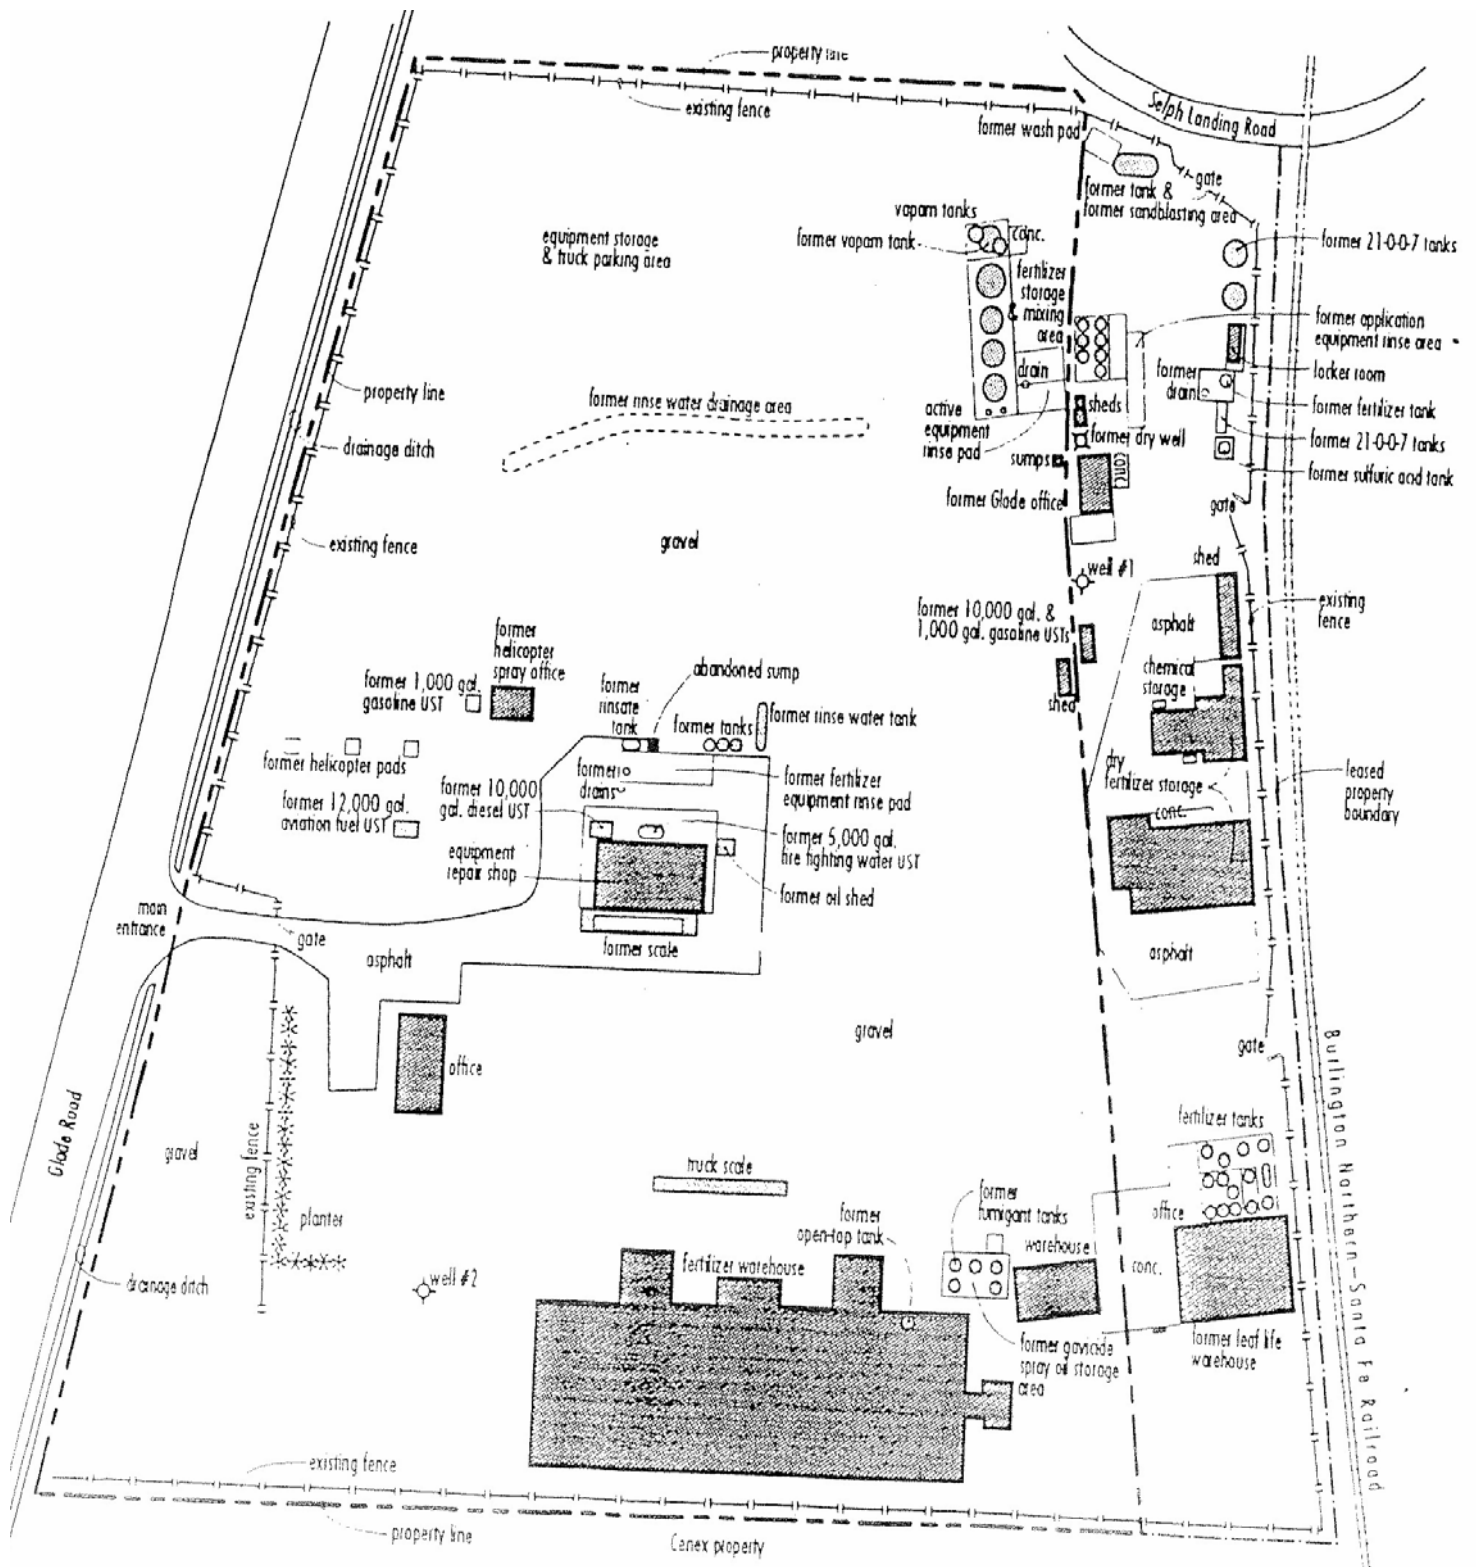 property line
existing fence
Selph Landing Road
former wash pad
gate
former tank &
former sandblasting area
vapam tanks
former vapam tank
conc.
equipment storage
& truck parking area
fertilizer
storage
& mixing
area
former 21-0-0-7 tanks
former application
equipment rinse area
locker room
drain
former
drain
former fertilizer tank
property line
former rinse water drainage area
active
equipment
rinse pad
sheds
former dry well
former 21-0-0-7 tanks
drainage ditch
sumps
conc.
former sulfuric acid tank
former Glade office
gate
existing fence
gravel
shed
well #1
former 10,000 gal. &
1,000 gal. gasoline USTs
asphalt
existing
fence
former
helicopter
spray office
former 1,000 gal.
gasoline UST
former
rinsate
tank
abandoned sump
chemical
storage
shed
former tanks
former rinse water tank
former helicopter pads
former
drains
former fertilizer
equipment rinse pad
dry
fertilizer storage
conc.
leased
property
boundary
former 12,000 gal.
aviation fuel UST
former 10,000
gal. diesel UST
former 5,000 gal.
fire fighting water UST
equipment
repair shop
former oil shed
main
entrance
gate
asphalt
former scale
asphalt
gravel
gate
office
Glade Road
gravel
existing fence
planter
Burlington Northern-Santa Fe Railroad
fertilizer tanks
truck scale
former
fumigant tanks
office
former
open-top tank
warehouse
conc.
drainage ditch
well #2
fertilizer warehouse
former gavicide
spray oil storage
area
former leaf life
warehouse
existing fence
property line
Cenex property